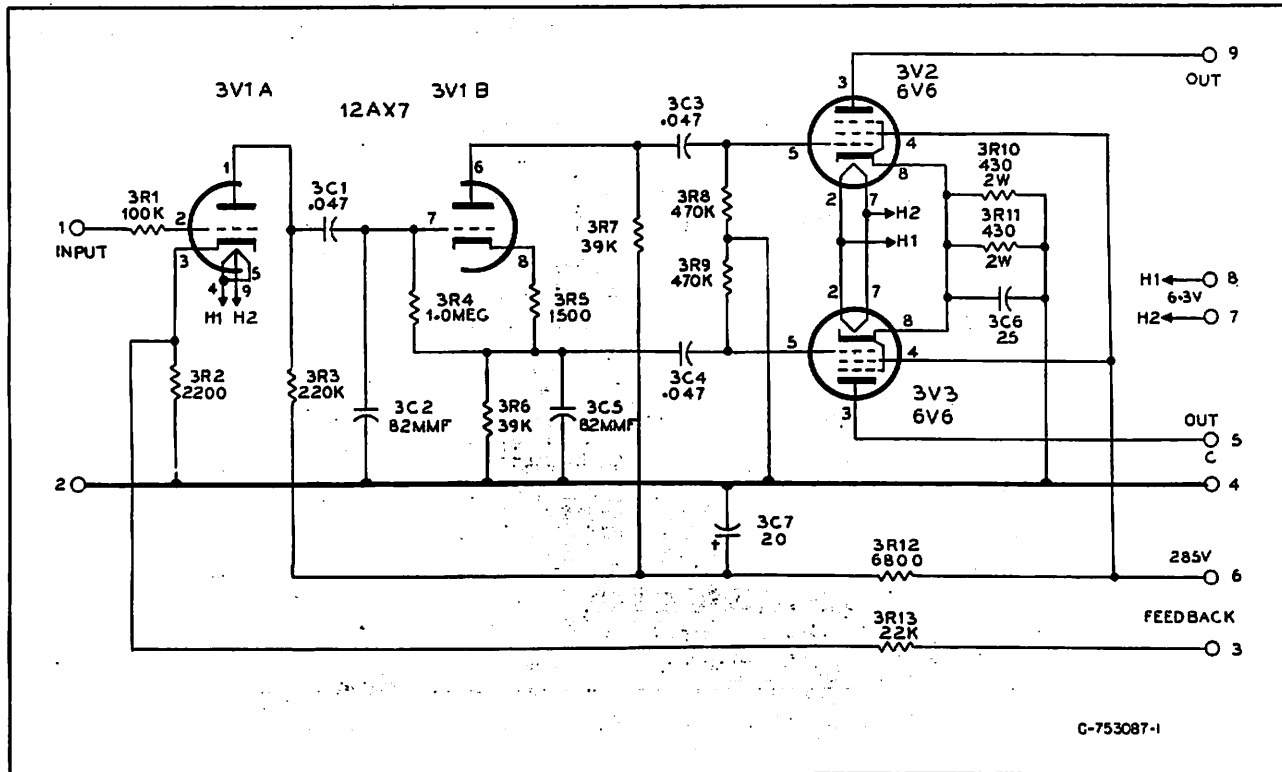 3V1A
12AX7
3V1B
3V2
6V6
3
9
OUT
3C3
.047
1
3C1
.047
6
5
4
8
3R10
430
2W
3R1
100K
2
7
3R8
470K
3R7
39K
2
7
H2
H1
3R11
430
2W
1
INPUT
3
4
9
5
H1
H2
8
3R4
1.0MEG
3R5
1500
3R9
470K
2
7
H1
8
6.3V
H2
7
3C6
25
5
8
4
3R2
2200
3R3
220K
3C2
82MMF
3R6
39K
3C5
82MMF
3C4
.047
3
3V3
6V6
OUT
5
C
2
4
3C7
20
+
3R12
6800
285V
6
3R13
22K
FEEDBACK
3
C-753087-1